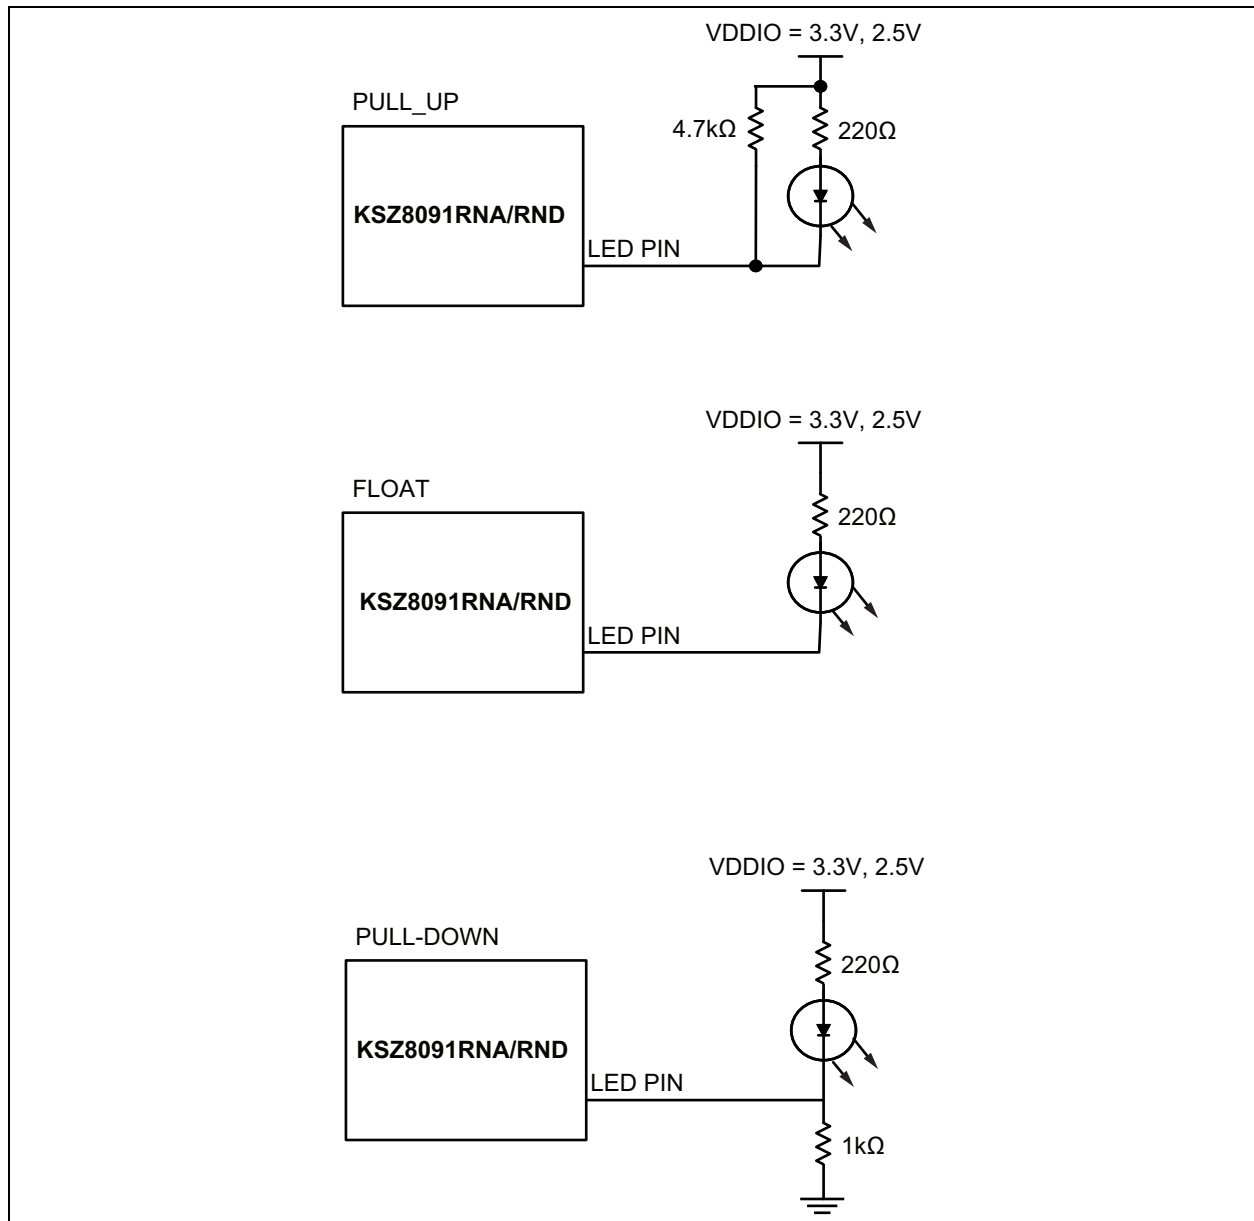 VDDIO = 3.3V, 2.5V
PULL_UP
4.7kΩ
220Ω
KSZ8091RNA/RND
LED PIN
VDDIO = 3.3V, 2.5V
FLOAT
220Ω
KSZ8091RNA/RND
LED PIN
VDDIO = 3.3V, 2.5V
PULL-DOWN
220Ω
KSZ8091RNA/RND
LED PIN
1kΩ